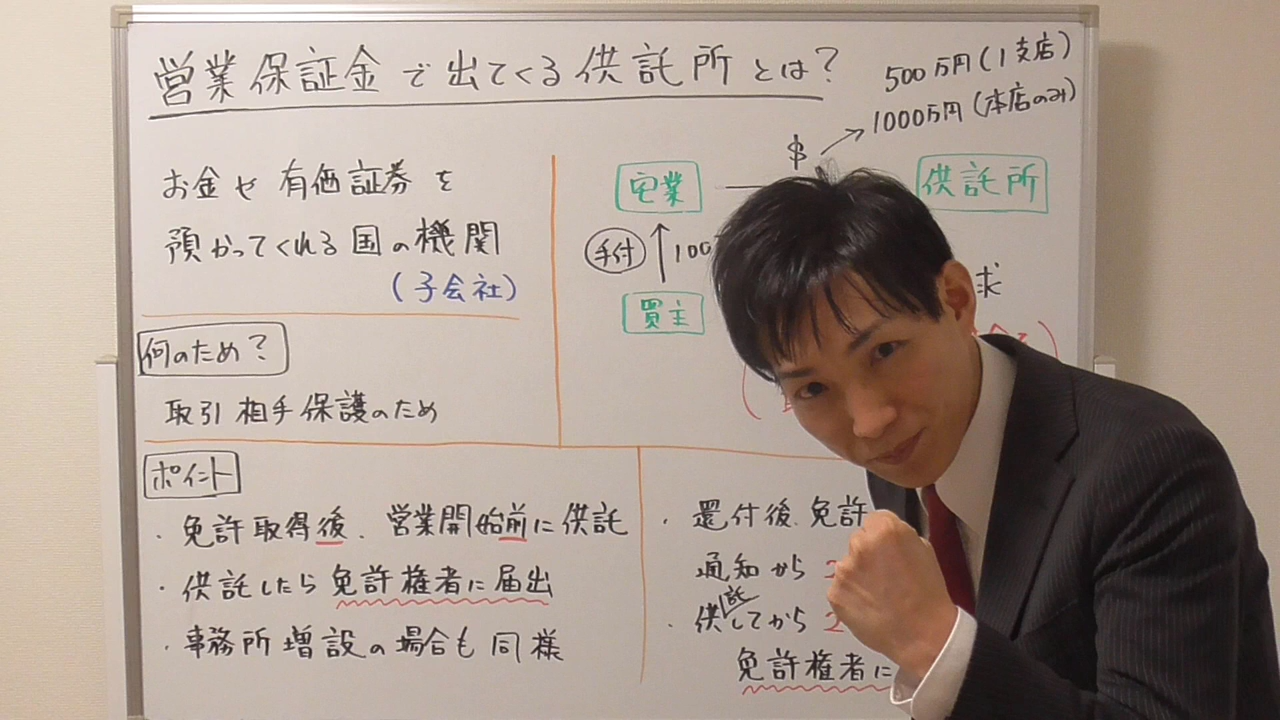 営業保証金で出てくる供託所とは?
500万円(1支店)
1000万円(本店のみ)
お金や有価証券を
預かってくれる国の機関
(子会社)
$
宅業
供託所
手付
100
買主
求
何のため?
取引相手保護のため
ポイント
・免許取得後、営業開始前に供託
・供託したら免許権者に届出
・事務所増設の場合も同様
・還付後、免許
通知から2
・供託してから2
免許権者に